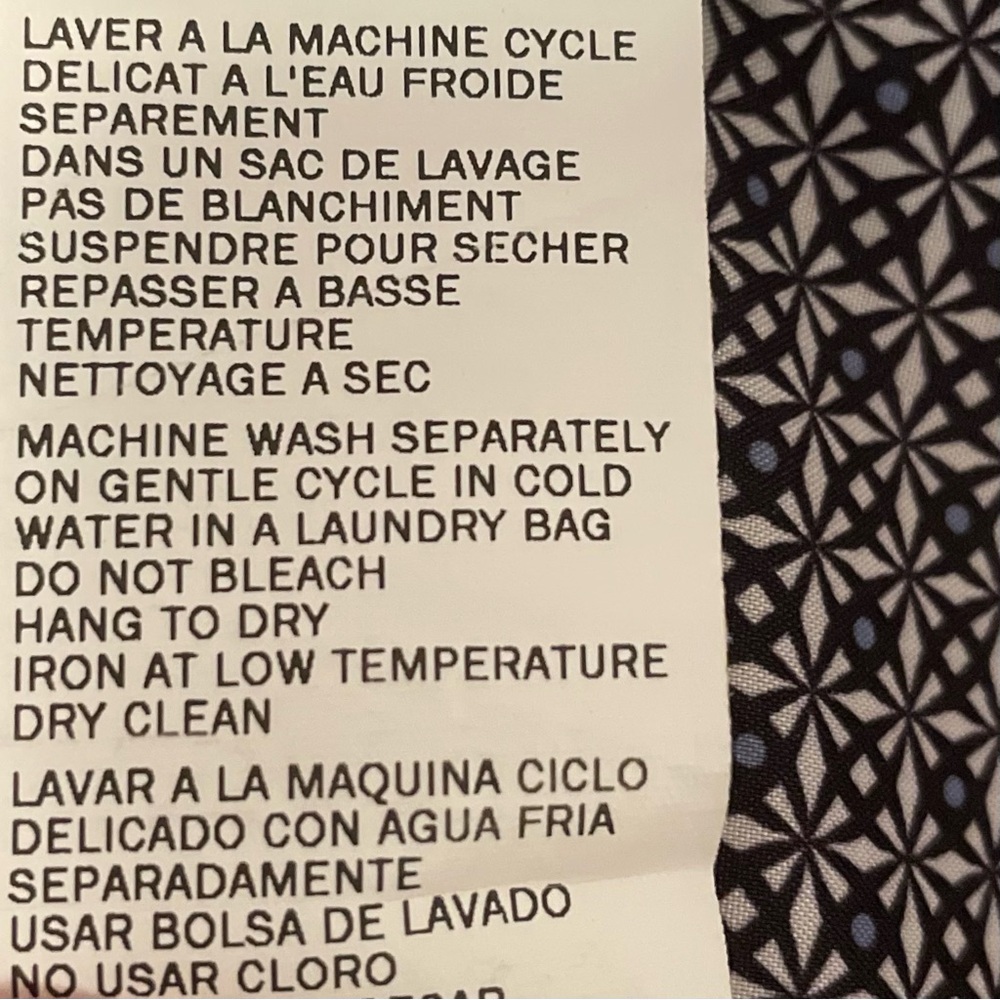 LAVER A LA MACHINE CYCLE
DELICAT A L'EAU FROIDE
SEPAREMENT
DANS UN SAC DE LAVAGE
PAS DE BLANCHIMENT
SUSPENDRE POUR SECHER
REPASSER A BASSE
TEMPERATURE
NETTOYAGE A SEC
MACHINE WASH SEPARATELY
ON GENTLE CYCLE IN COLD
WATER IN A LAUNDRY BAG
DO NOT BLEACH
HANG TO DRY
IRON AT LOW TEMPERATURE
DRY CLEAN
LAVAR A LA MAQUINA CICLO
DELICADO CON AGUA FRIA
SEPARADAMENTE
USAR BOLSA DE LAVADO
NO USAR CLORO